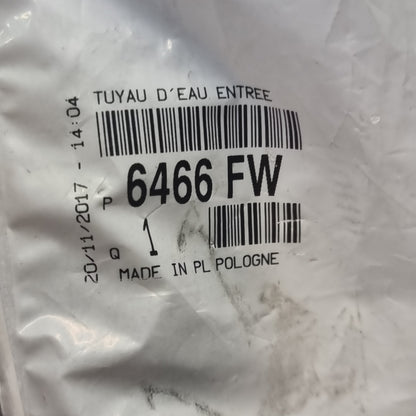 TUYAU D'EAU ENTREE
P 6466 FW
Q 1
MADE IN PL POLOGNE
20/11/2017 - 14:04